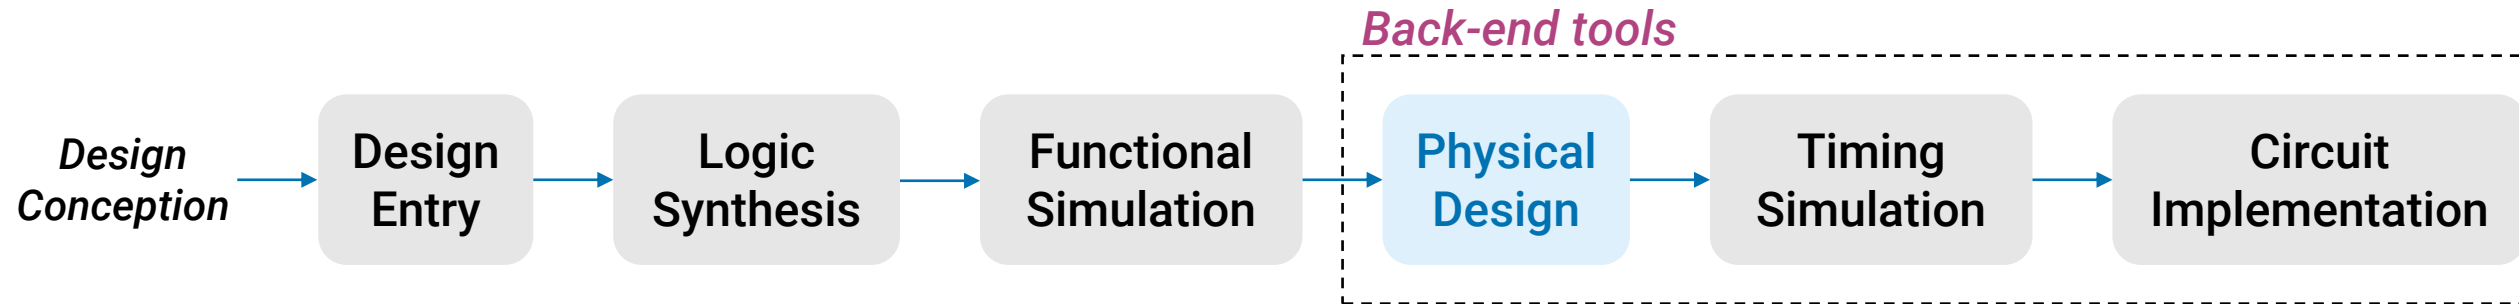 Back-end tools
Design
Conception
Design
Entry
Logic
Synthesis
Functional
Simulation
Physical
Design
Timing
Simulation
Circuit
Implementation